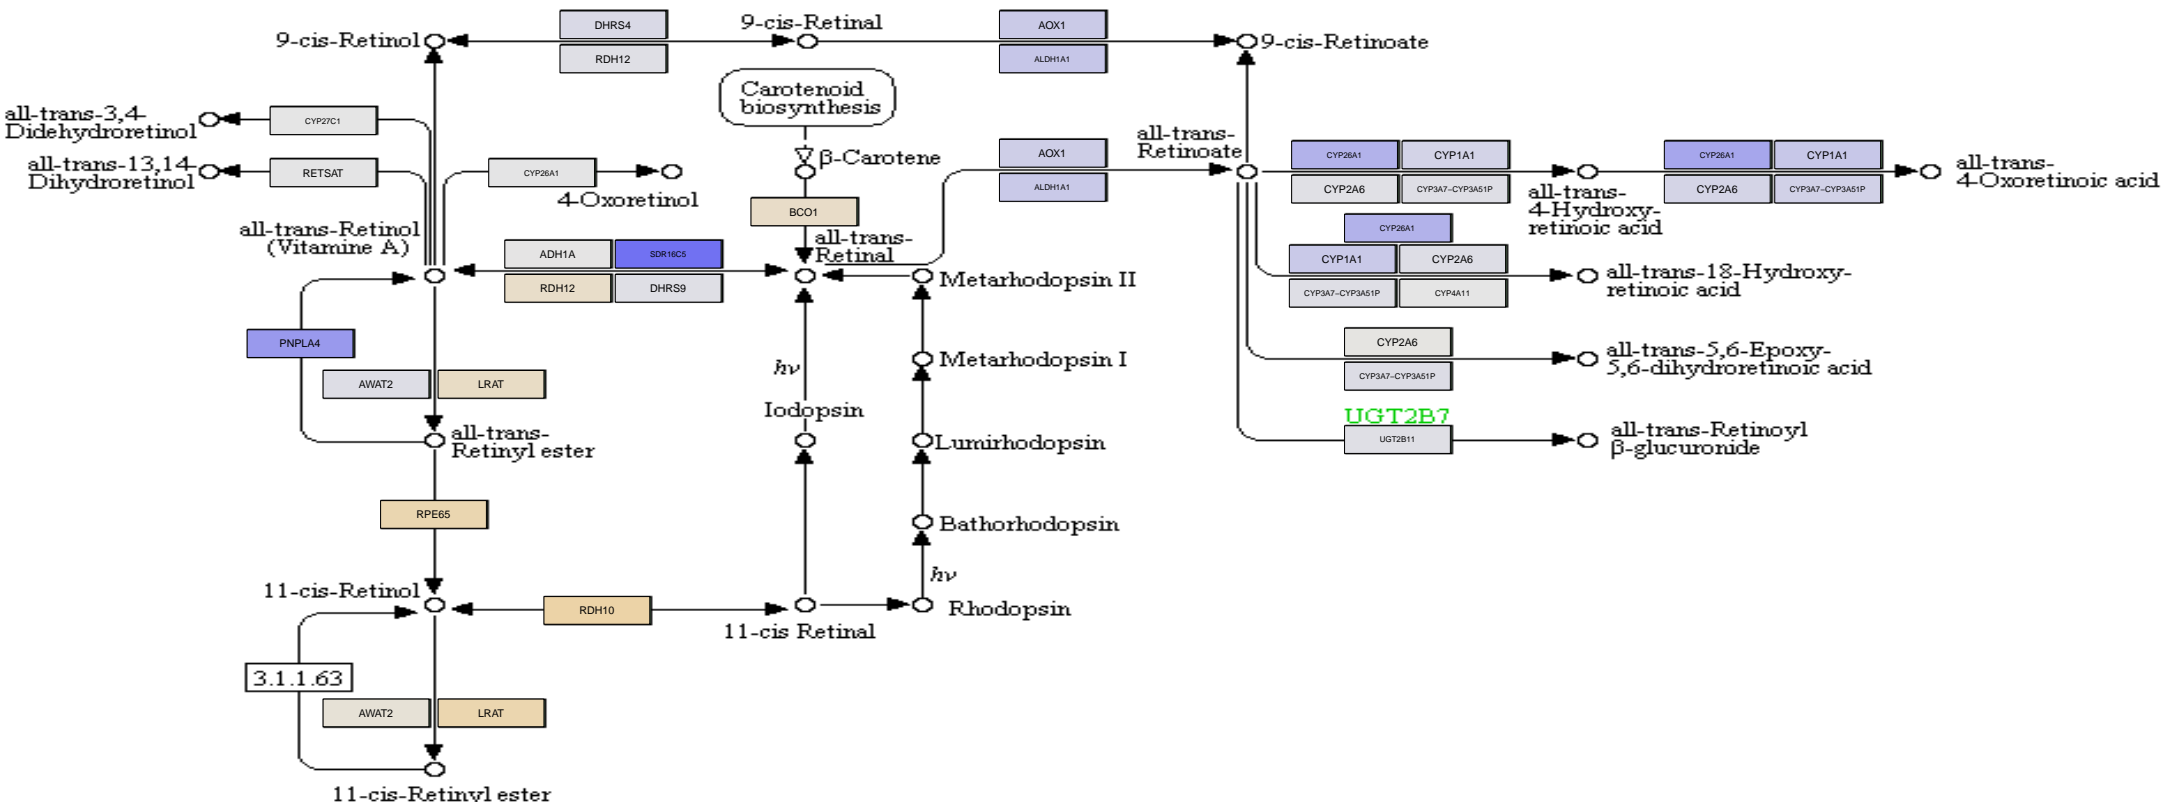 DHRS4
9-cis-Retinal
AOX1
9-cis-Retinol
9-cis-Retinoate
RDH12
ALDH1A1
Carotenoid
biosynthesis
all-trans-3,4-
Didehydroretinol
CYP27C1
all-trans-13,14-
Dihydroretinol
RETSAT
CYP26A1
4-Oxoretinol
β-Carotene
BCO1
AOX1
ALDH1A1
all-trans-
Retinoate
CYP26A1
CYP1A1
CYP2A6
CYP3A7-CYP3A51P
all-trans-
4-Hydroxy-
retinoic acid
CYP26A1
CYP1A1
CYP2A6
CYP3A7-CYP3A51P
all-trans-
4-Oxoretinoic acid
all-trans-Retinol
(Vitamine A)
ADH1A
SDR16C5
RDH12
DHRS9
all-trans-
Retinal
Metarhodopsin II
CYP26A1
CYP1A1
CYP2A6
CYP3A7-CYP3A51P
CYP4A11
all-trans-18-Hydroxy-
retinoic acid
PNPLA4
AWAT2
LRAT
hν
Metarhodopsin I
CYP2A6
CYP3A7-CYP3A51P
all-trans-5,6-Epoxy-
5,6-dihydroretinoic acid
Iodopsin
all-trans-
Retinyl ester
Lumirhodopsin
UGT2B7
UGT2B11
all-trans-Retinoyl
β-glucuronide
RPE65
Bathorhodopsin
hν
11-cis-Retinol
RDH10
11-cis Retinal
Rhodopsin
3.1.1.63
AWAT2
LRAT
11-cis-Retinyl ester